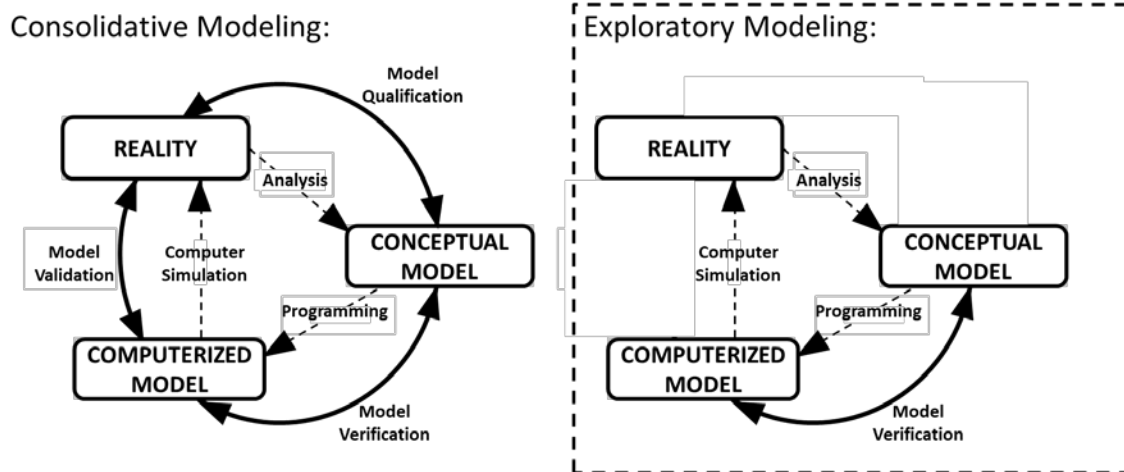 Consolidative Modeling:
Model
Qualification
REALITY
Analysis
Model
Validation
Computer
Simulation
CONCEPTUAL
MODEL
Programming
COMPUTERIZED
MODEL
Model
Verification
Exploratory Modeling:
REALITY
Analysis
Computer
Simulation
CONCEPTUAL
MODEL
Programming
COMPUTERIZED
MODEL
Model
Verification